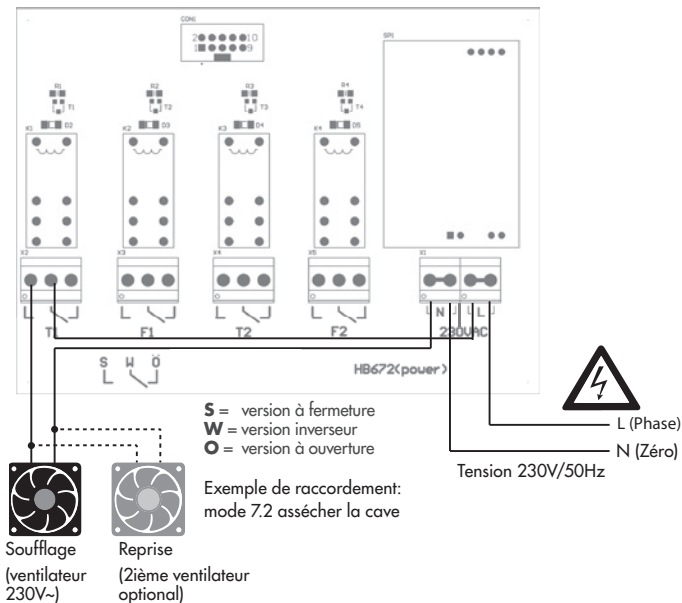 CON1
2 10
1 9
SP1
R1 R2 R3 R4
T1 T2 T3 T4
D2 D3 D4 D5
K1 K2 K3 K4
X2 X3 X4 X5 X1
T1 F1 T2 F2
N L
230VAC
S W Ö
HB672(power)
S = version à fermeture
W = version inverseur
O = version à ouverture
L (Phase)
N (Zéro)
Tension 230V/50Hz
Exemple de raccordement:
mode 7.2 assécher la cave
Soufflage
(ventilateur
230V~)
Reprise
(2ième ventilateur
optional)